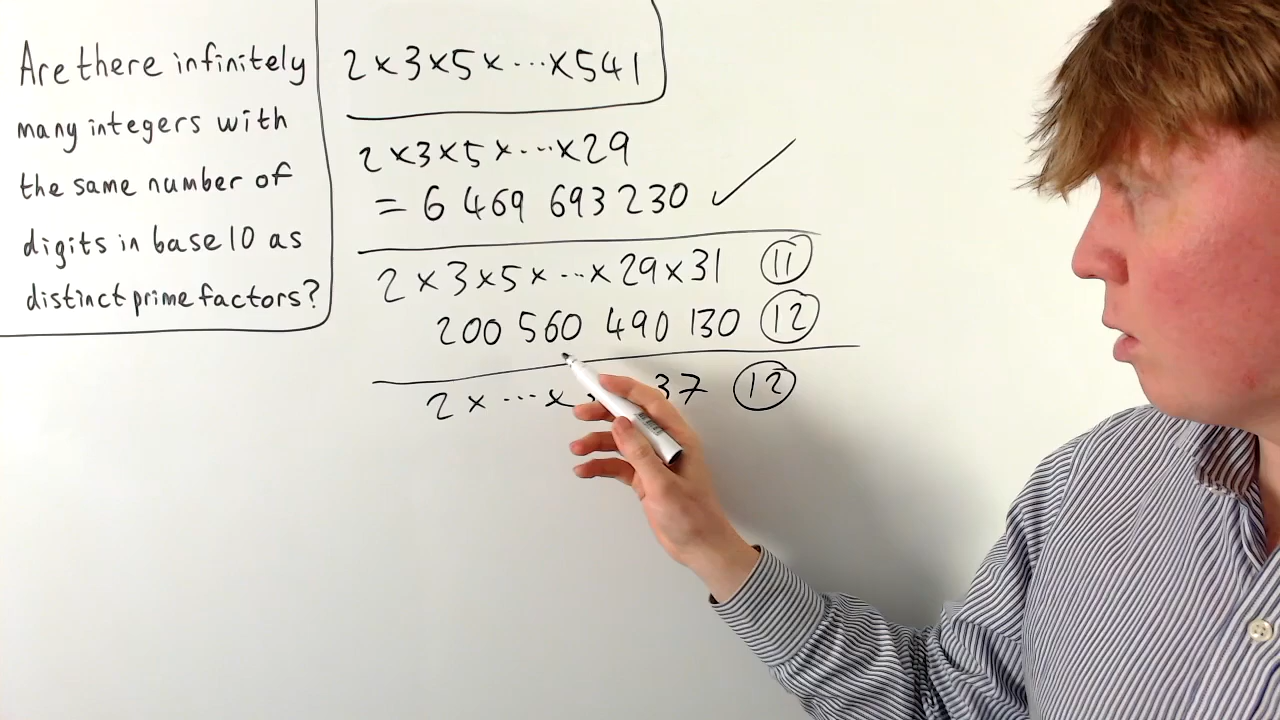 Are there infinitely
many integers with
the same number of
digits in base 10 as
distinct prime factors?
2×3×5×···×541
2×3×5×···×29
= 6 469 693 230 ✓
2×3×5×···×29×31 11
200 560 490 130 12
2×···× 37 12